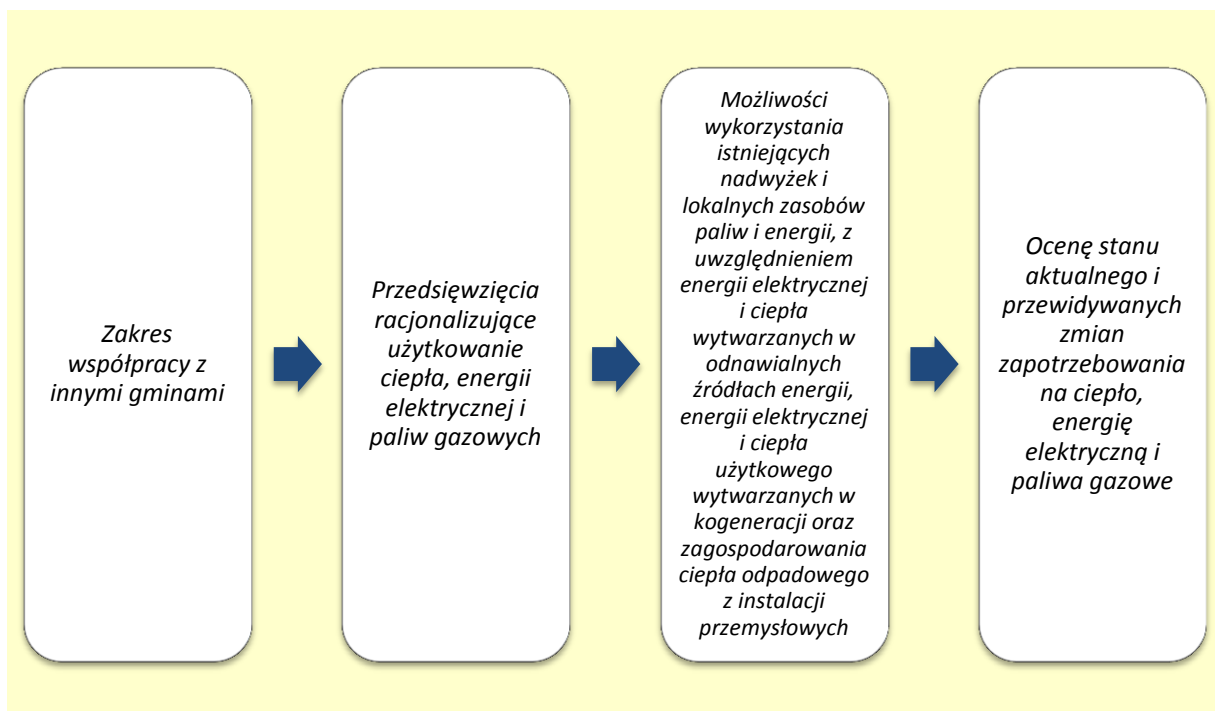 Zakres
współpracy z
innymi gminami
Przedsięwzięcia
racjonalizujące
użytkowanie
ciepła, energii
elektrycznej i
paliw gazowych
Możliwości
wykorzystania
istniejących
nadwyżek i
lokalnych zasobów
paliw i energii, z
uwzględnieniem
energii elektrycznej
i ciepła
wytwarzanych w
odnawialnych
źródłach energii,
energii elektrycznej
i ciepła
użytkowego
wytwarzanych w
kogeneracji oraz
zagospodarowania
ciepła odpadowego
z instalacji
przemysłowych
Ocenę stanu
aktualnego i
przewidywanych
zmian
zapotrzebowania
na ciepło,
energię
elektryczną i
paliwa gazowe